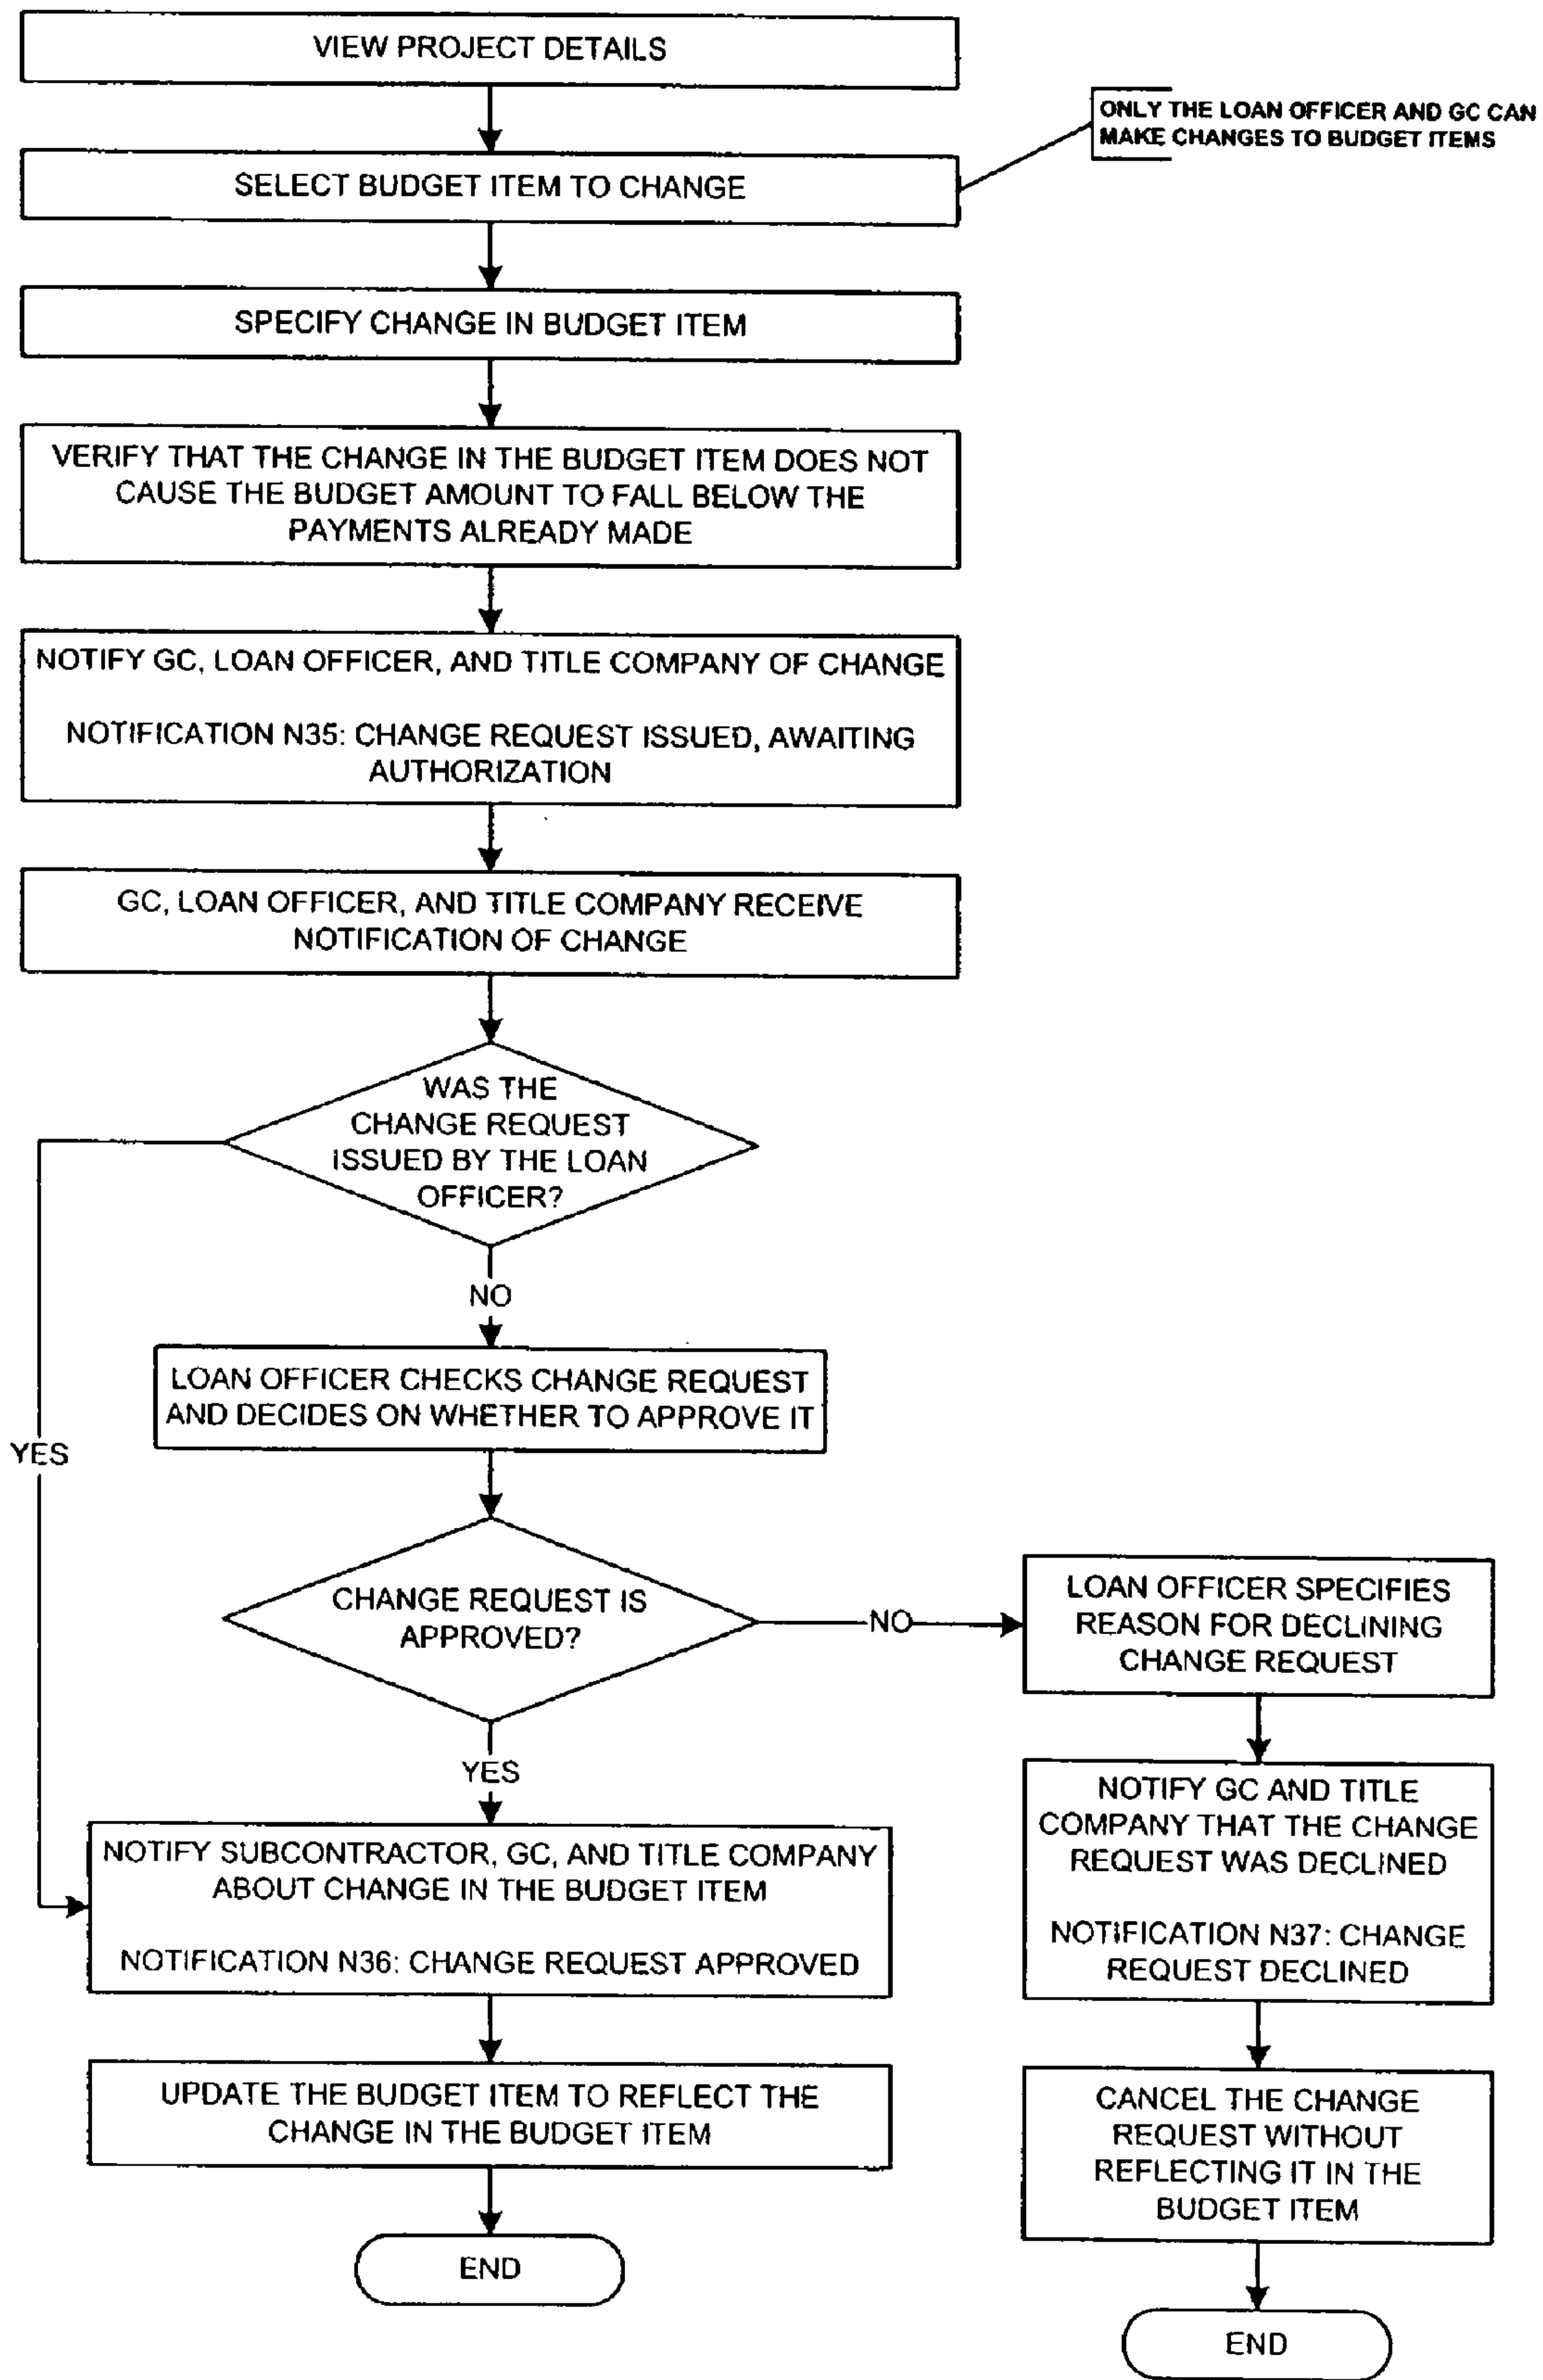 VIEW PROJECT DETAILS
ONLY THE LOAN OFFICER AND GC CAN
MAKE CHANGES TO BUDGET ITEMS
SELECT BUDGET ITEM TO CHANGE
SPECIFY CHANGE IN BUDGET ITEM
VERIFY THAT THE CHANGE IN THE BUDGET ITEM DOES NOT
CAUSE THE BUDGET AMOUNT TO FALL BELOW THE
PAYMENTS ALREADY MADE
NOTIFY GC, LOAN OFFICER, AND TITLE COMPANY OF CHANGE
NOTIFICATION N35: CHANGE REQUEST ISSUED, AWAITING
AUTHORIZATION
GC, LOAN OFFICER, AND TITLE COMPANY RECEIVE
NOTIFICATION OF CHANGE
WAS THE
CHANGE REQUEST
ISSUED BY THE LOAN
OFFICER?
NO
LOAN OFFICER CHECKS CHANGE REQUEST
AND DECIDES ON WHETHER TO APPROVE IT
YES
CHANGE REQUEST IS
APPROVED?
NO
LOAN OFFICER SPECIFIES
REASON FOR DECLINING
CHANGE REQUEST
YES
NOTIFY SUBCONTRACTOR, GC, AND TITLE COMPANY
ABOUT CHANGE IN THE BUDGET ITEM
NOTIFICATION N36: CHANGE REQUEST APPROVED
NOTIFY GC AND TITLE
COMPANY THAT THE CHANGE
REQUEST WAS DECLINED
NOTIFICATION N37: CHANGE
REQUEST DECLINED
UPDATE THE BUDGET ITEM TO REFLECT THE
CHANGE IN THE BUDGET ITEM
CANCEL THE CHANGE
REQUEST WITHOUT
REFLECTING IT IN THE
BUDGET ITEM
END
END